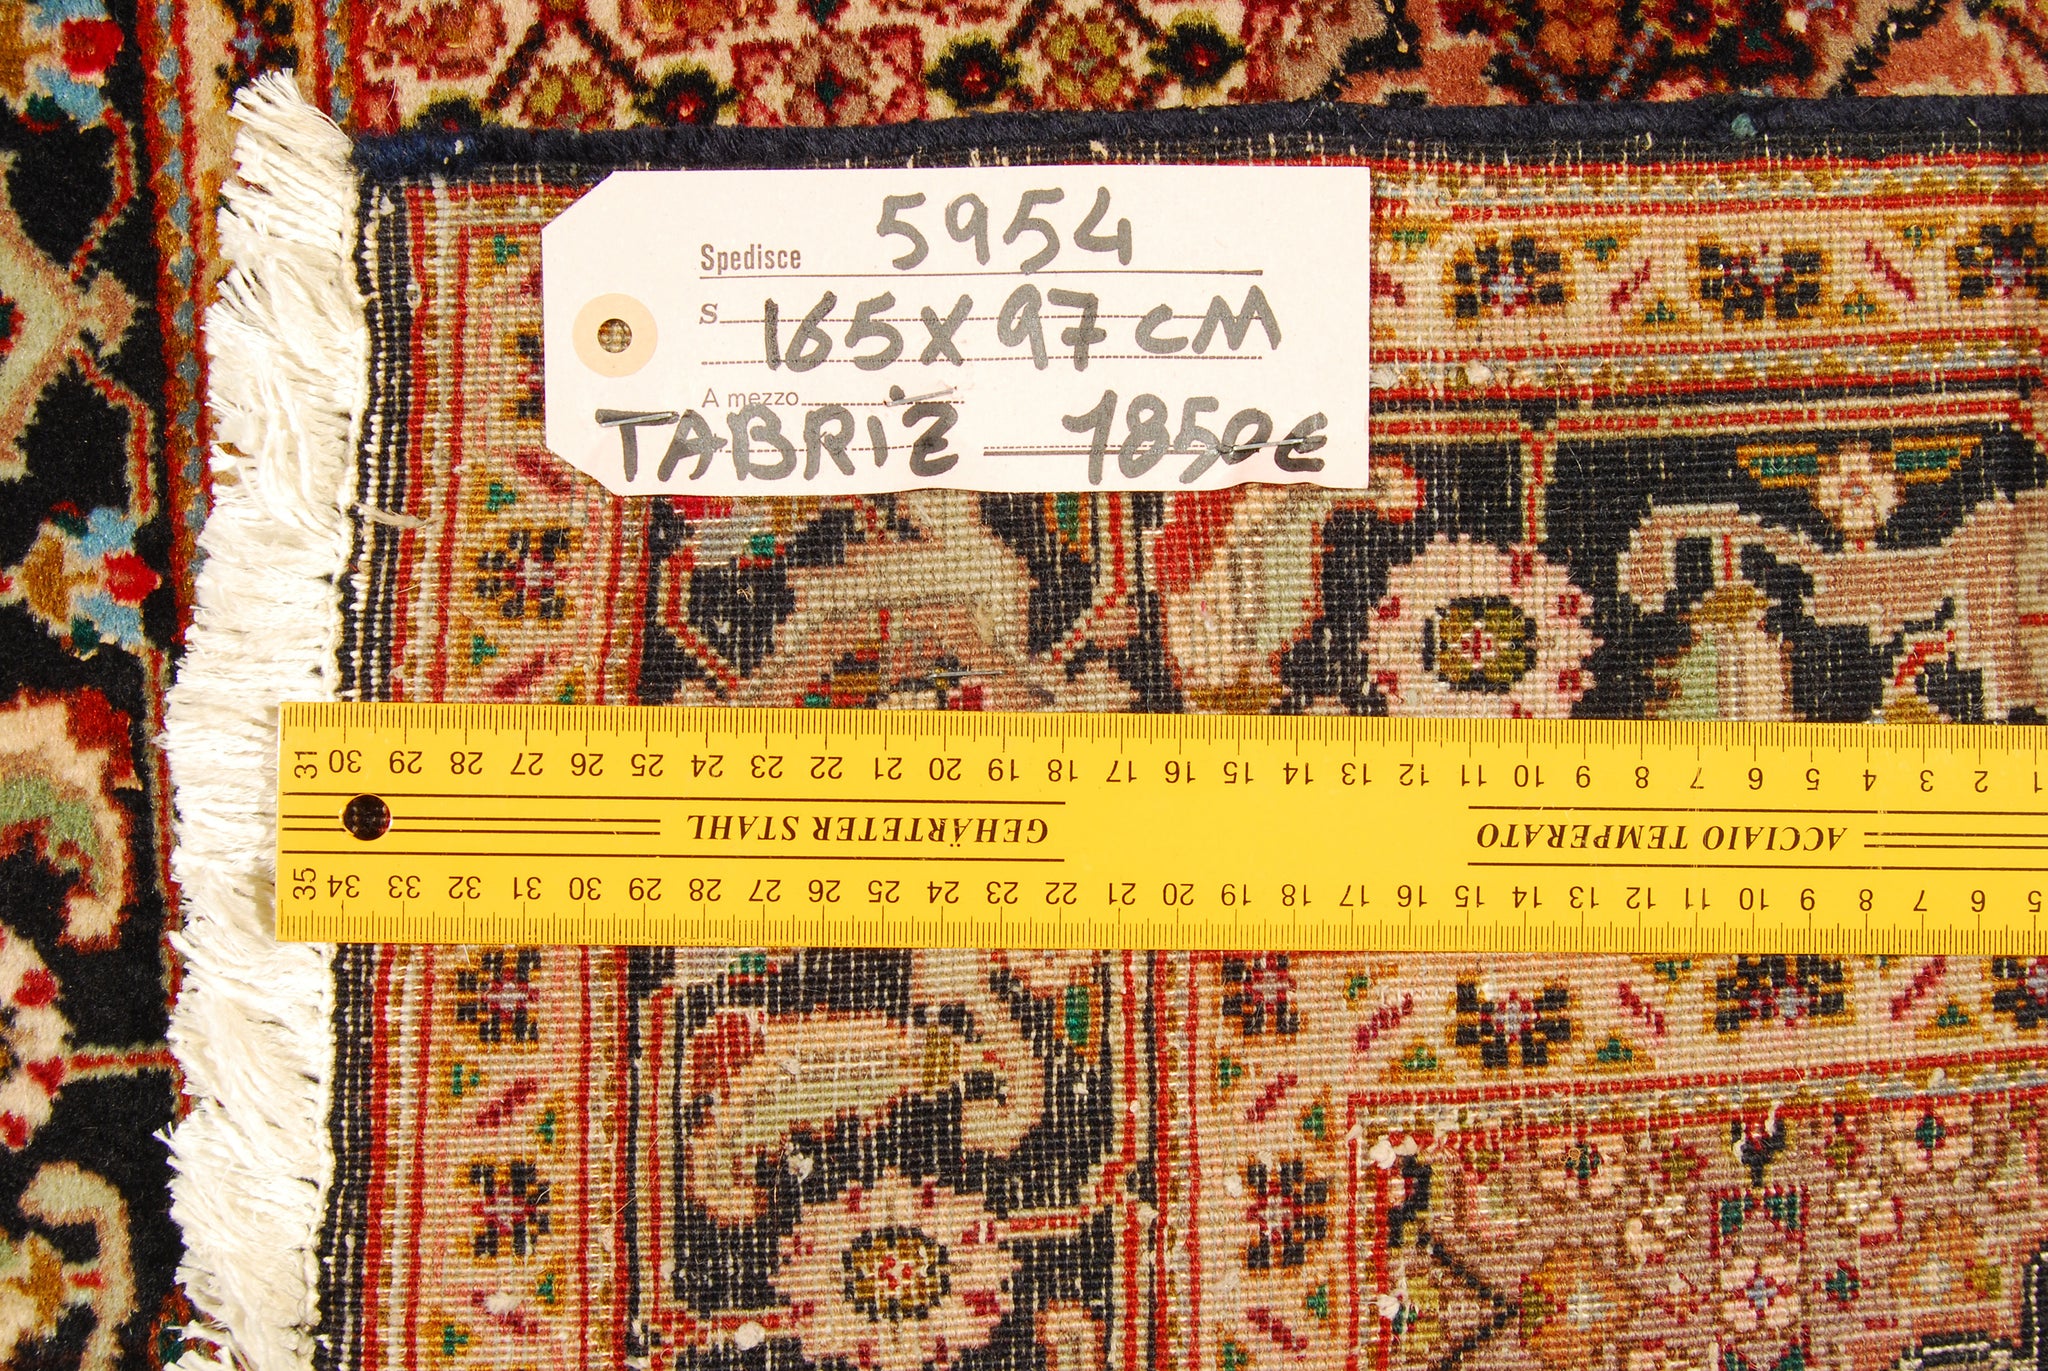 5954
Spedisce
S 165X97CM
A mezzo
TABRIZ 1850€
31 30 29 28 27 26 25 24 23 22 21 20 19 18 17 16 15 14 13 12 11 10 9 8 7 6 5 4 3 2 1
GEHÄRTETER STAHL ACCIAIO TEMPERATO
35 34 33 32 31 30 29 28 27 26 25 24 23 22 21 20 19 18 17 16 15 14 13 12 11 10 9 8 7 6 5